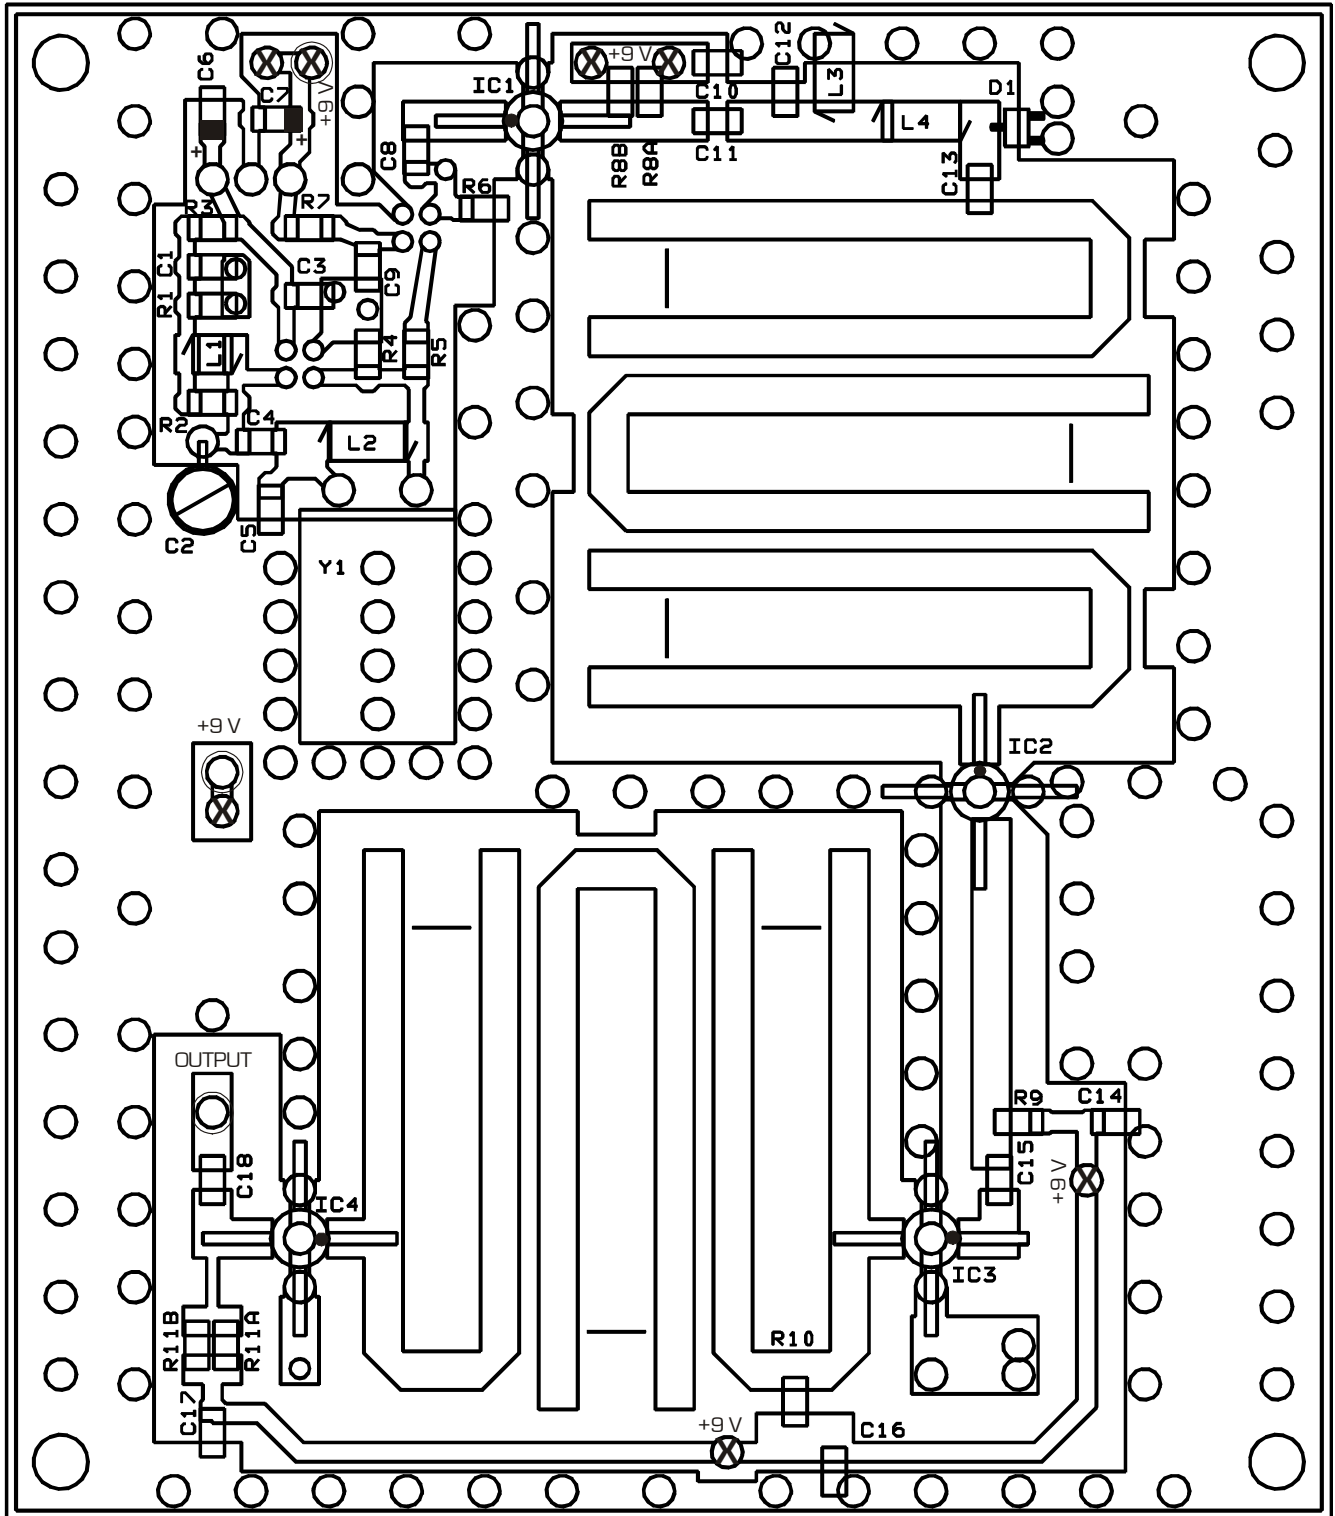 C12
+9 V
C6
IC1
L3
C7
+9 V
C10
D1
+
+
L4
C8
C11
R8B
R8A
C13
R6
R3
R7
C1
C3
C9
R1
L1
R4
R5
R2
C4
L2
C2
C5
Y1
+9 V
IC2
OUTPUT
R9
C14
C18
C15
+9 V
IC4
IC3
R11B
R11A
R10
C17
+9 V
C16